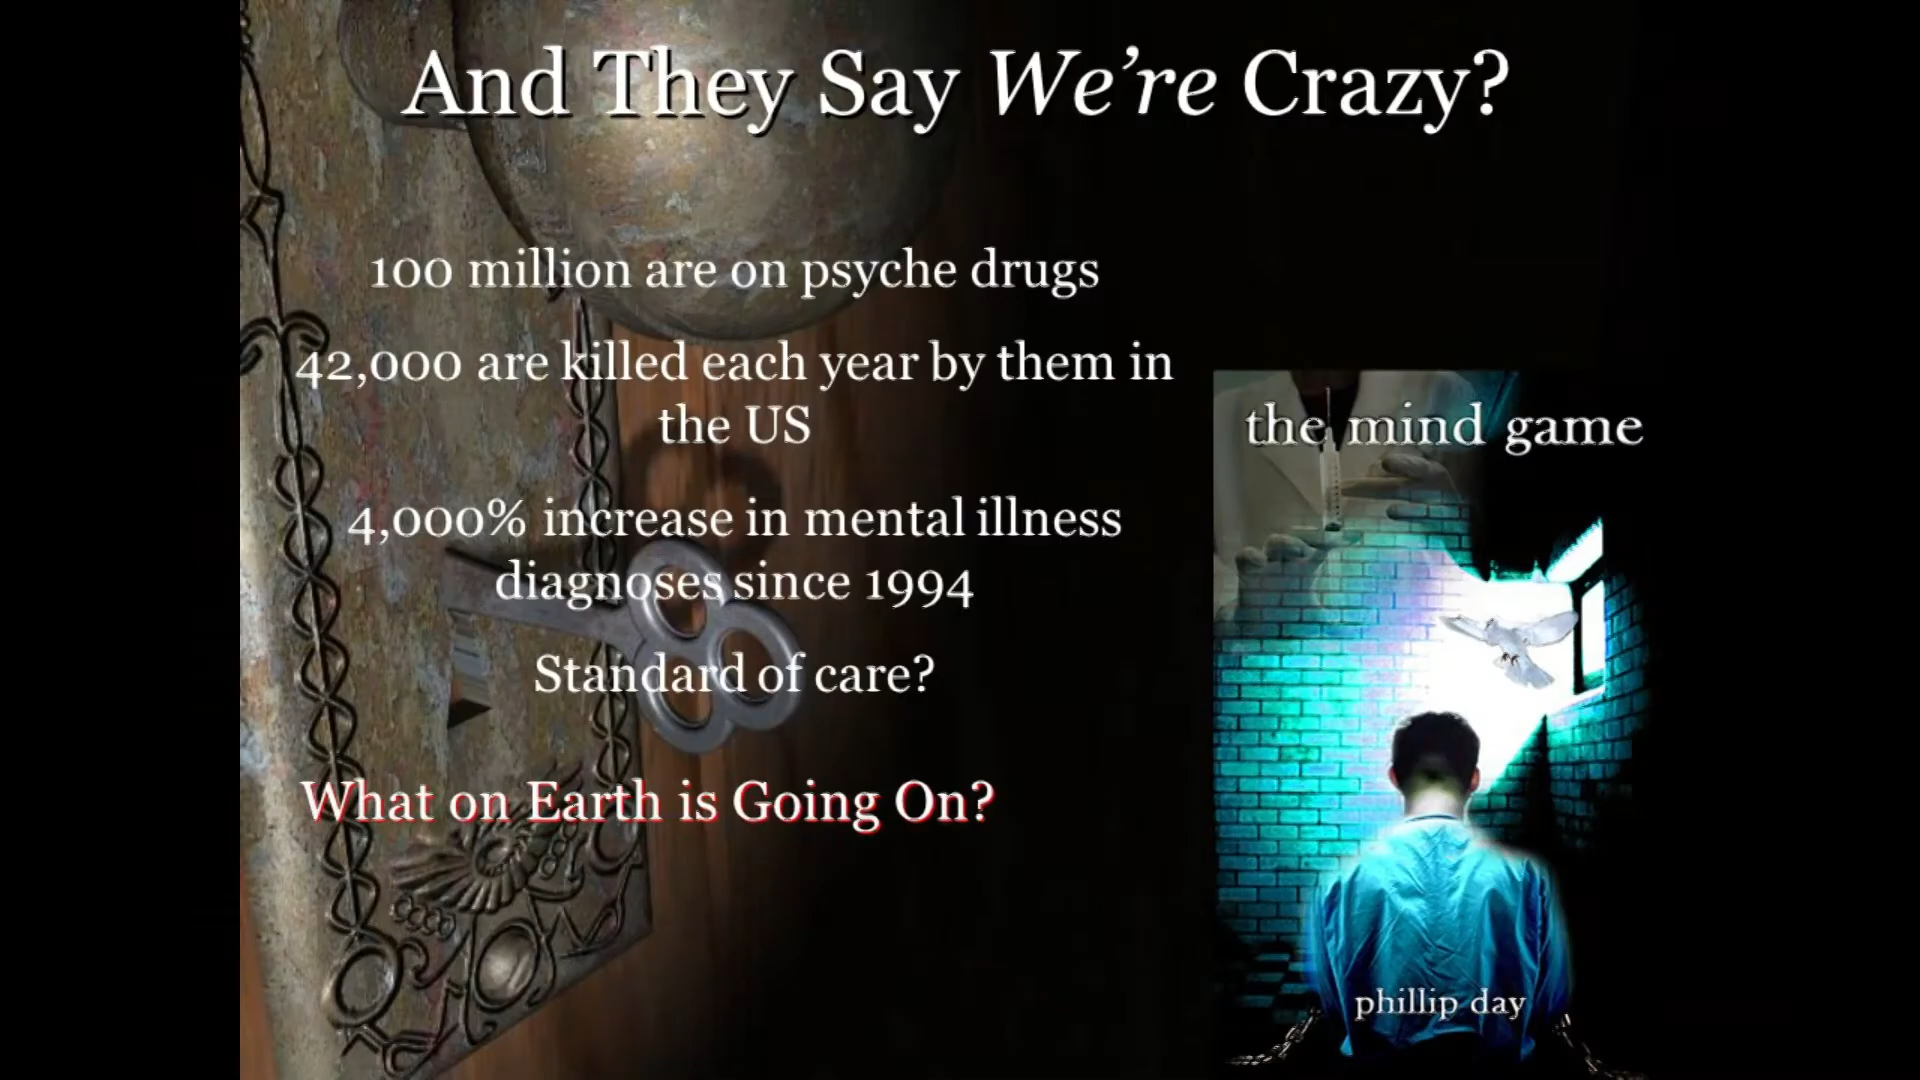 And They Say We're Crazy?
100 million are on psyche drugs
42,000 are killed each year by them in
the US
4,000% increase in mental illness
diagnoses since 1994
Standard of care?
What on Earth is Going On?
the mind game
phillip day